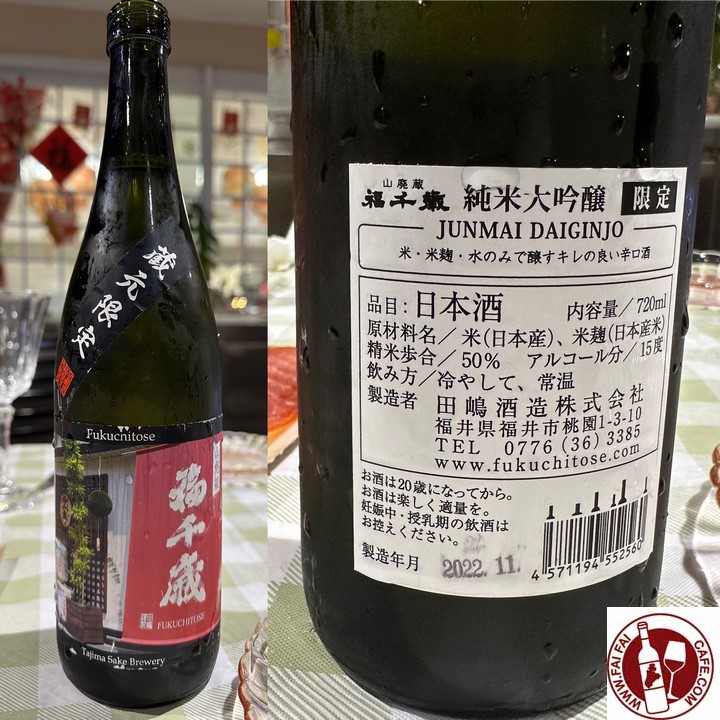 蔵元限定
Fukuchitose
福千歳
FUKUCHITOSE
Tajima Sake Brewery
山廃蔵
福千歳 純米大吟醸 限定
JUNMAI DAIGINJO
米・米麹・水のみで醸すキレの良い辛口酒
品目:日本酒 内容量/720ml
原材料名/米(日本産)、米麹(日本産米)
精米歩合/50% アルコール分/15度
飲み方/冷やして、常温
製造者 田嶋酒造株式会社
福井県福井市桃園1-3-10
TEL 0776(36)3385
www.fukuchitose.com
お酒は20歳になってから。
お酒は楽しく適量を。
妊娠中・授乳期の飲酒は
お控えください。
製造年月 2022.11.
4 571194 552560
WWW.FAIFAICAFE.COM